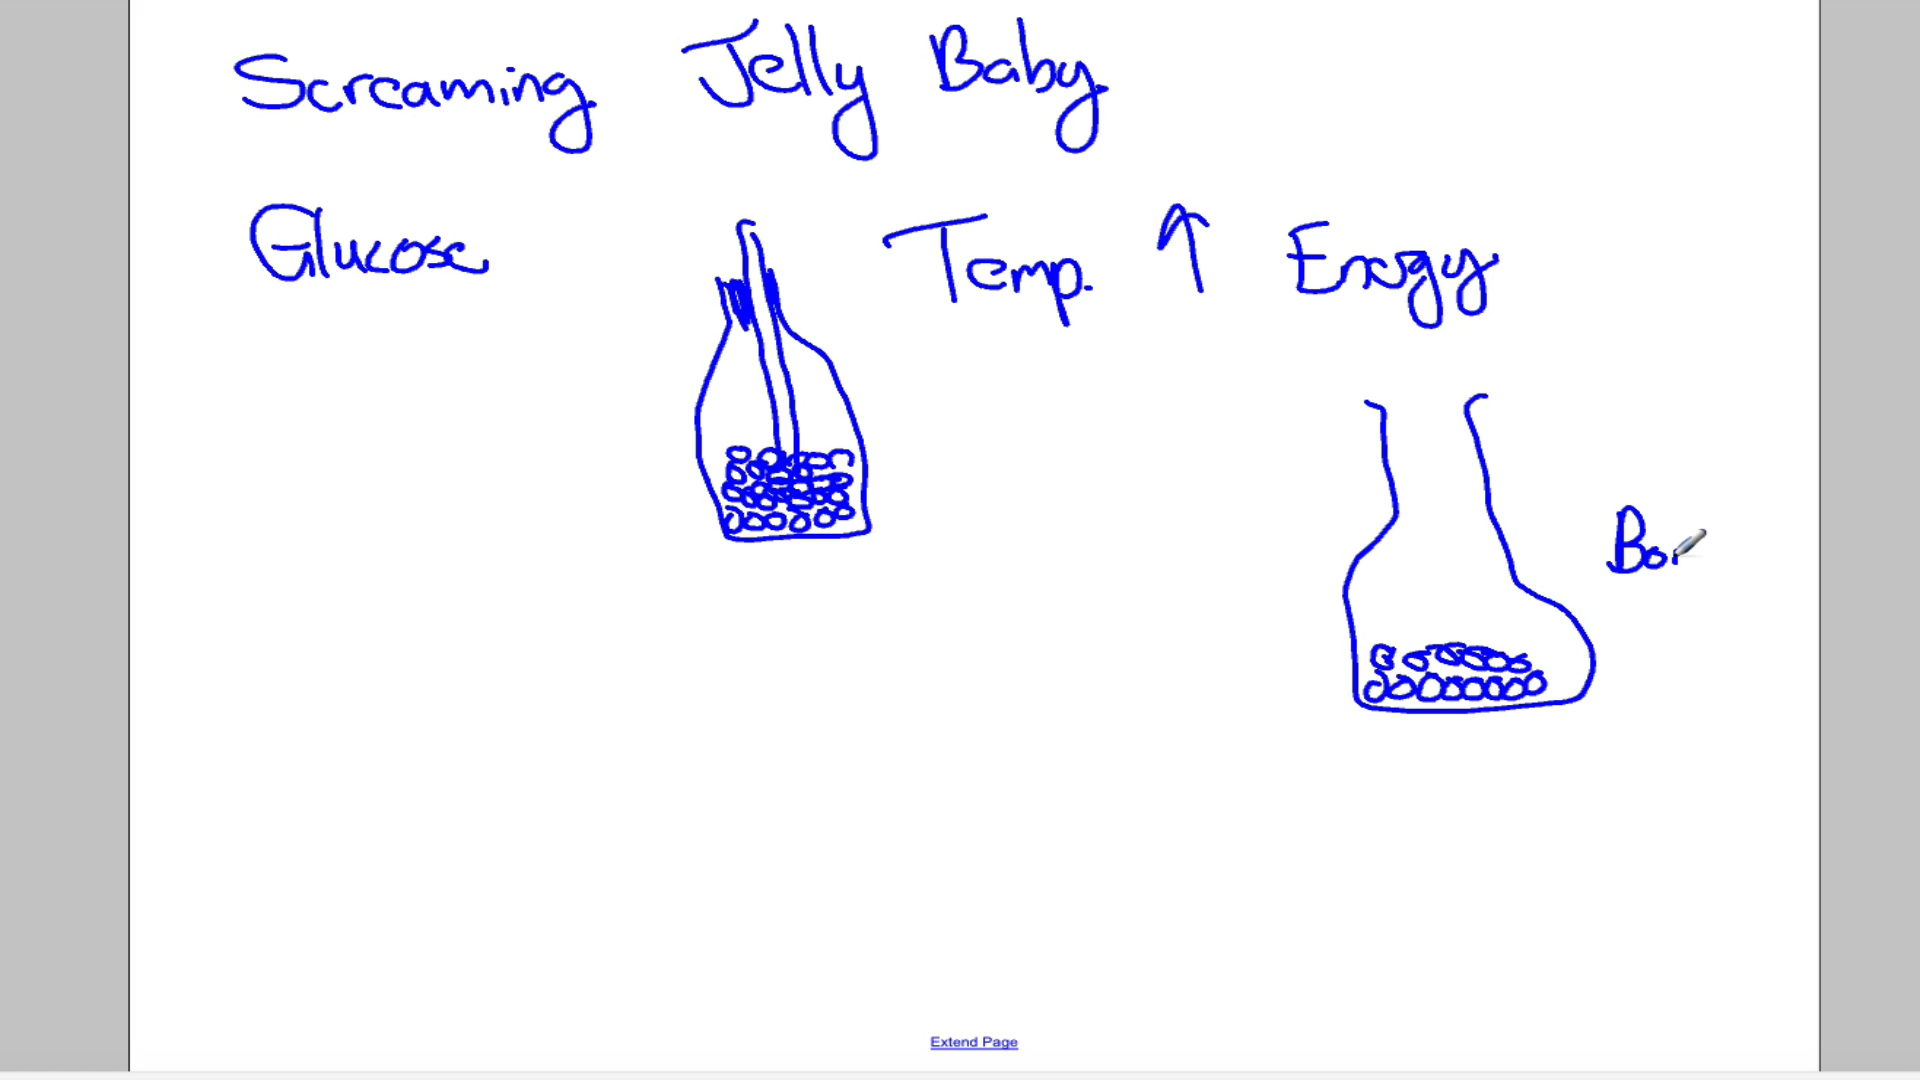 Screaming Jelly Baby
Glucose Temp. ↑ Energy
Extend Page